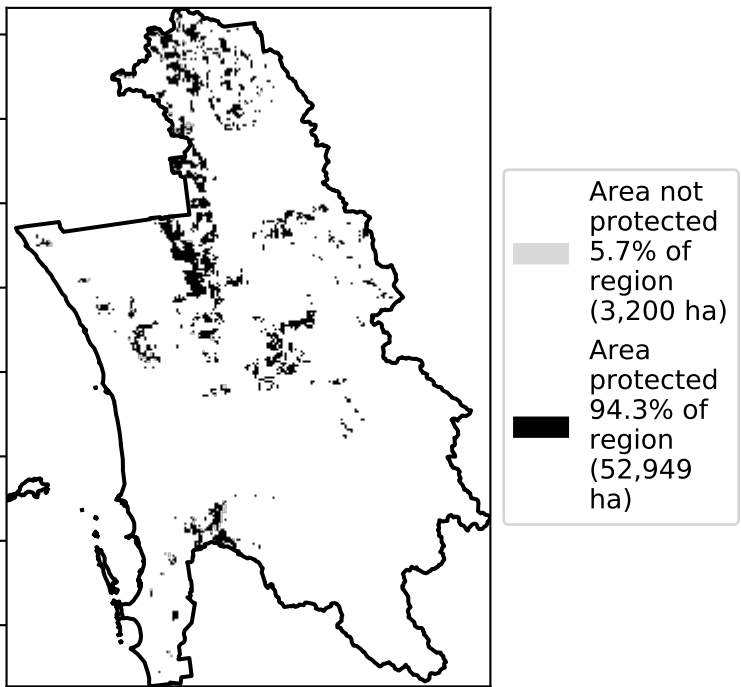 Area not
protected
5.7% of
region
(3,200 ha)
Area
protected
94.3% of
region
(52,949
ha)